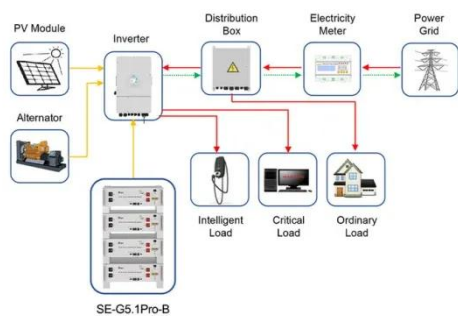 PV Module
Inverter
Distribution
Box
Electricity
Meter
Power
Grid
Alternator
Intelligent
Load
Critical
Load
Ordinary
Load
SE-G5.1Pro-B